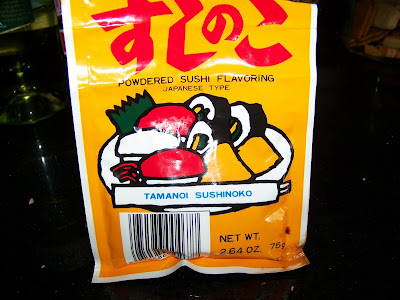 すしのこ
POWDERED SUSHI FLAVORING
JAPANESE TYPE
TAMANOI SUSHINOKO
NET WT.
2.64 OZ. 75g